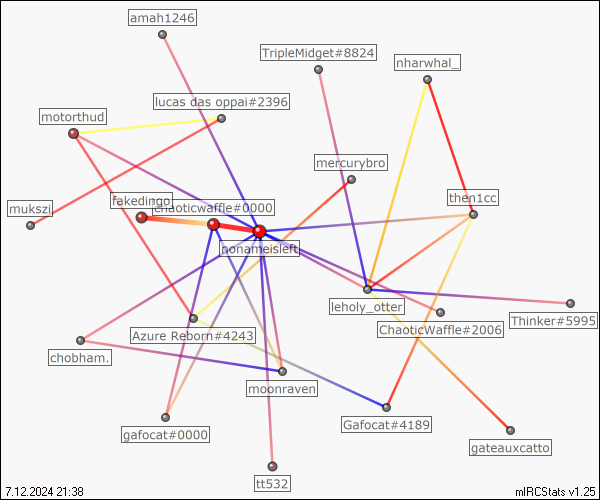 amah1246
TripleMidget#8824
nharwhal_
lucas das oppai#2396
motorthud
mercurybro
then1cc
fakedingo
chaoticwaffle#0000
mukszi
nonameisleft
leholy_otter
Thinker#5995
ChaoticWaffle#2006
Azure Reborn#4243
chobham.
moonraven
Gafocat#4189
gafocat#0000
gateauxcatto
tt532
7.12.2024 21:38
mIRCStats v1.25